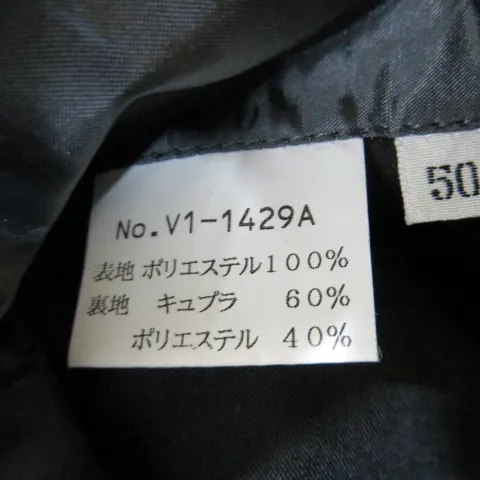 No.V1-1429A
表地 ポリエステル100%
裏地 キュプラ 60%
ポリエステル 40%
50